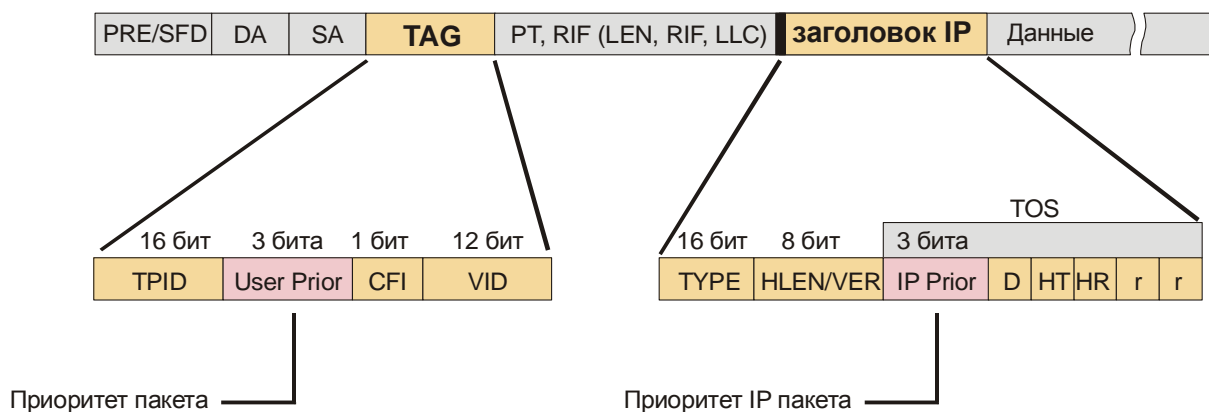 PRE/SFD DA SA TAG PT, RIF (LEN, RIF, LLC) заголовок IP Данные
TOS
16 бит 3 бита 1 бит 12 бит
16 бит 8 бит 3 бита
TPID User Prior CFI VID
TYPE HLEN/VER IP Prior D HT HR r r
Приоритет пакета
Приоритет IP пакета